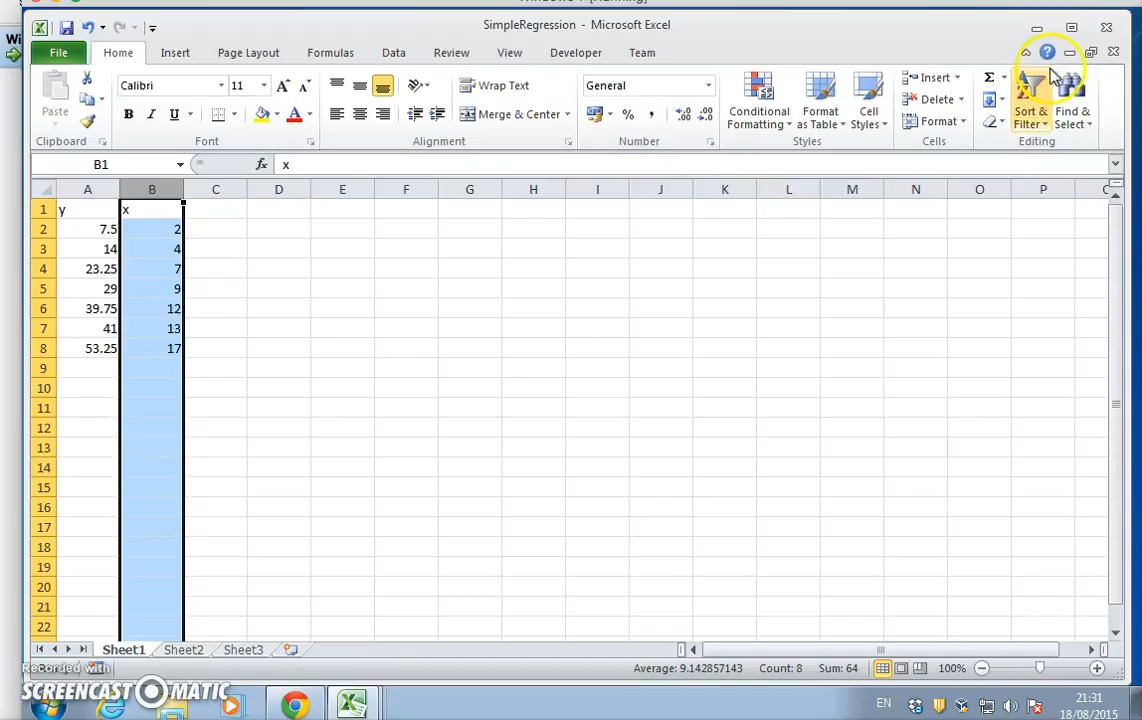 SimpleRegression - Microsoft Excel
File Home Insert Page Layout Formulas Data Review View Developer Team
Paste
Calibri 11 A A Wrap Text General Insert Σ
B I U A Merge & Center % , Delete
Conditional Formatting Format as Table Cell Styles Format Sort & Filter Find & Select
Clipboard Font Alignment Number Styles Cells Editing
B1 fx x
A B C D E F G H I J K L M N O P
1 y x
2 7.5 2
3 14 4
4 23.25 7
5 29 9
6 39.75 12
7 41 13
8 53.25 17
9
10
11
12
13
14
15
16
17
18
19
20
21
22
Sheet1 Sheet2 Sheet3
Recorded with Average: 9.142857143 Count: 8 Sum: 64 100%
SCREENCAST O MATIC
EN 21:31
18/08/2015